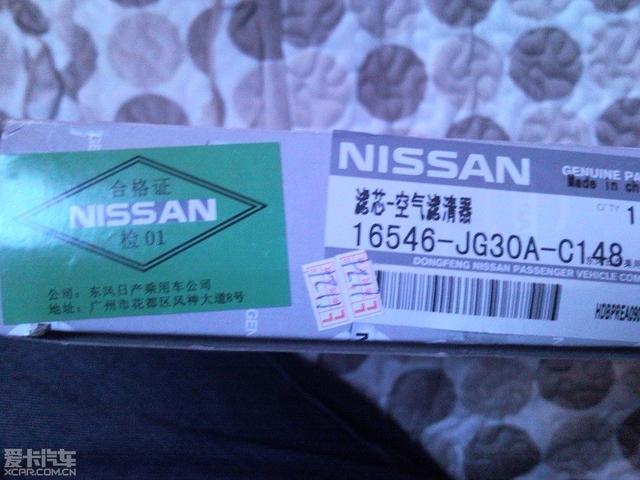 合格证
NISSAN
检 01
公司：东风日产乘用车公司
地址：广州市花都区风神大道8号
NISSAN
GENUINE PA
Made in ch
滤芯-空气滤清器
Q'TY 1
16546-JG30A-C148
DONGFENG NISSAN PASSENGER VEHICLE CO
HDBPREA090
爱卡汽车
XCAR.COM.CN